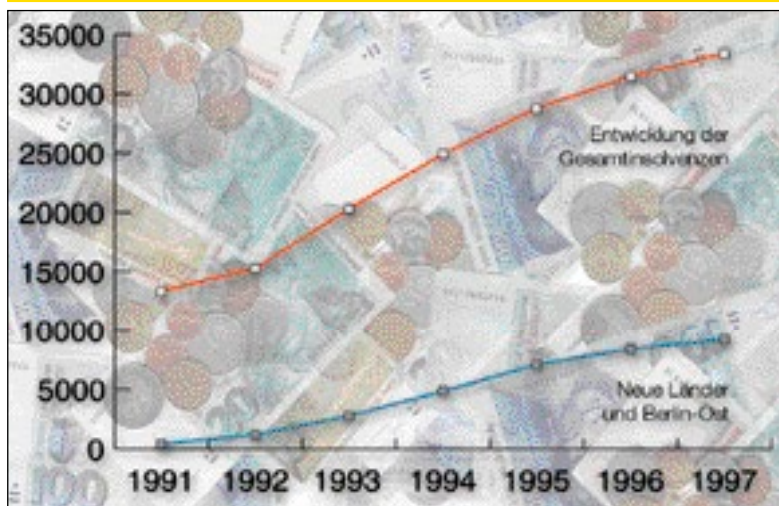 35000
30000
25000
20000
15000
10000
5000
0
Entwicklung der
Gesamtinsolvenzen
Neue Länder
und Berlin-Ost
1991 1992 1993 1994 1995 1996 1997